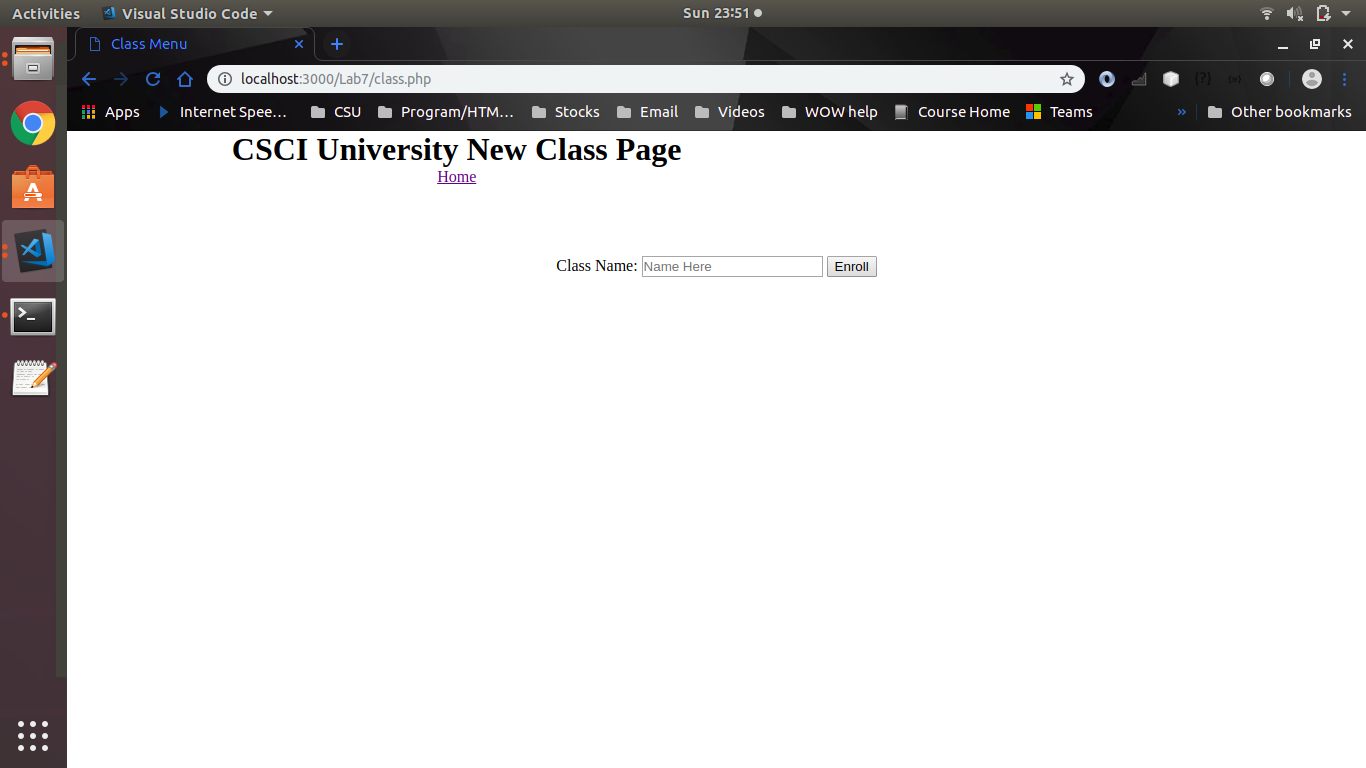 Activities Visual Studio Code Sun 23:51
Class Menu
localhost:3000/Lab7/class.php
Apps Internet Spee... CSU Program/HTM... Stocks Email Videos WOW help Course Home Teams » Other bookmarks
CSCI University New Class Page
Home
Class Name: Name Here Enroll